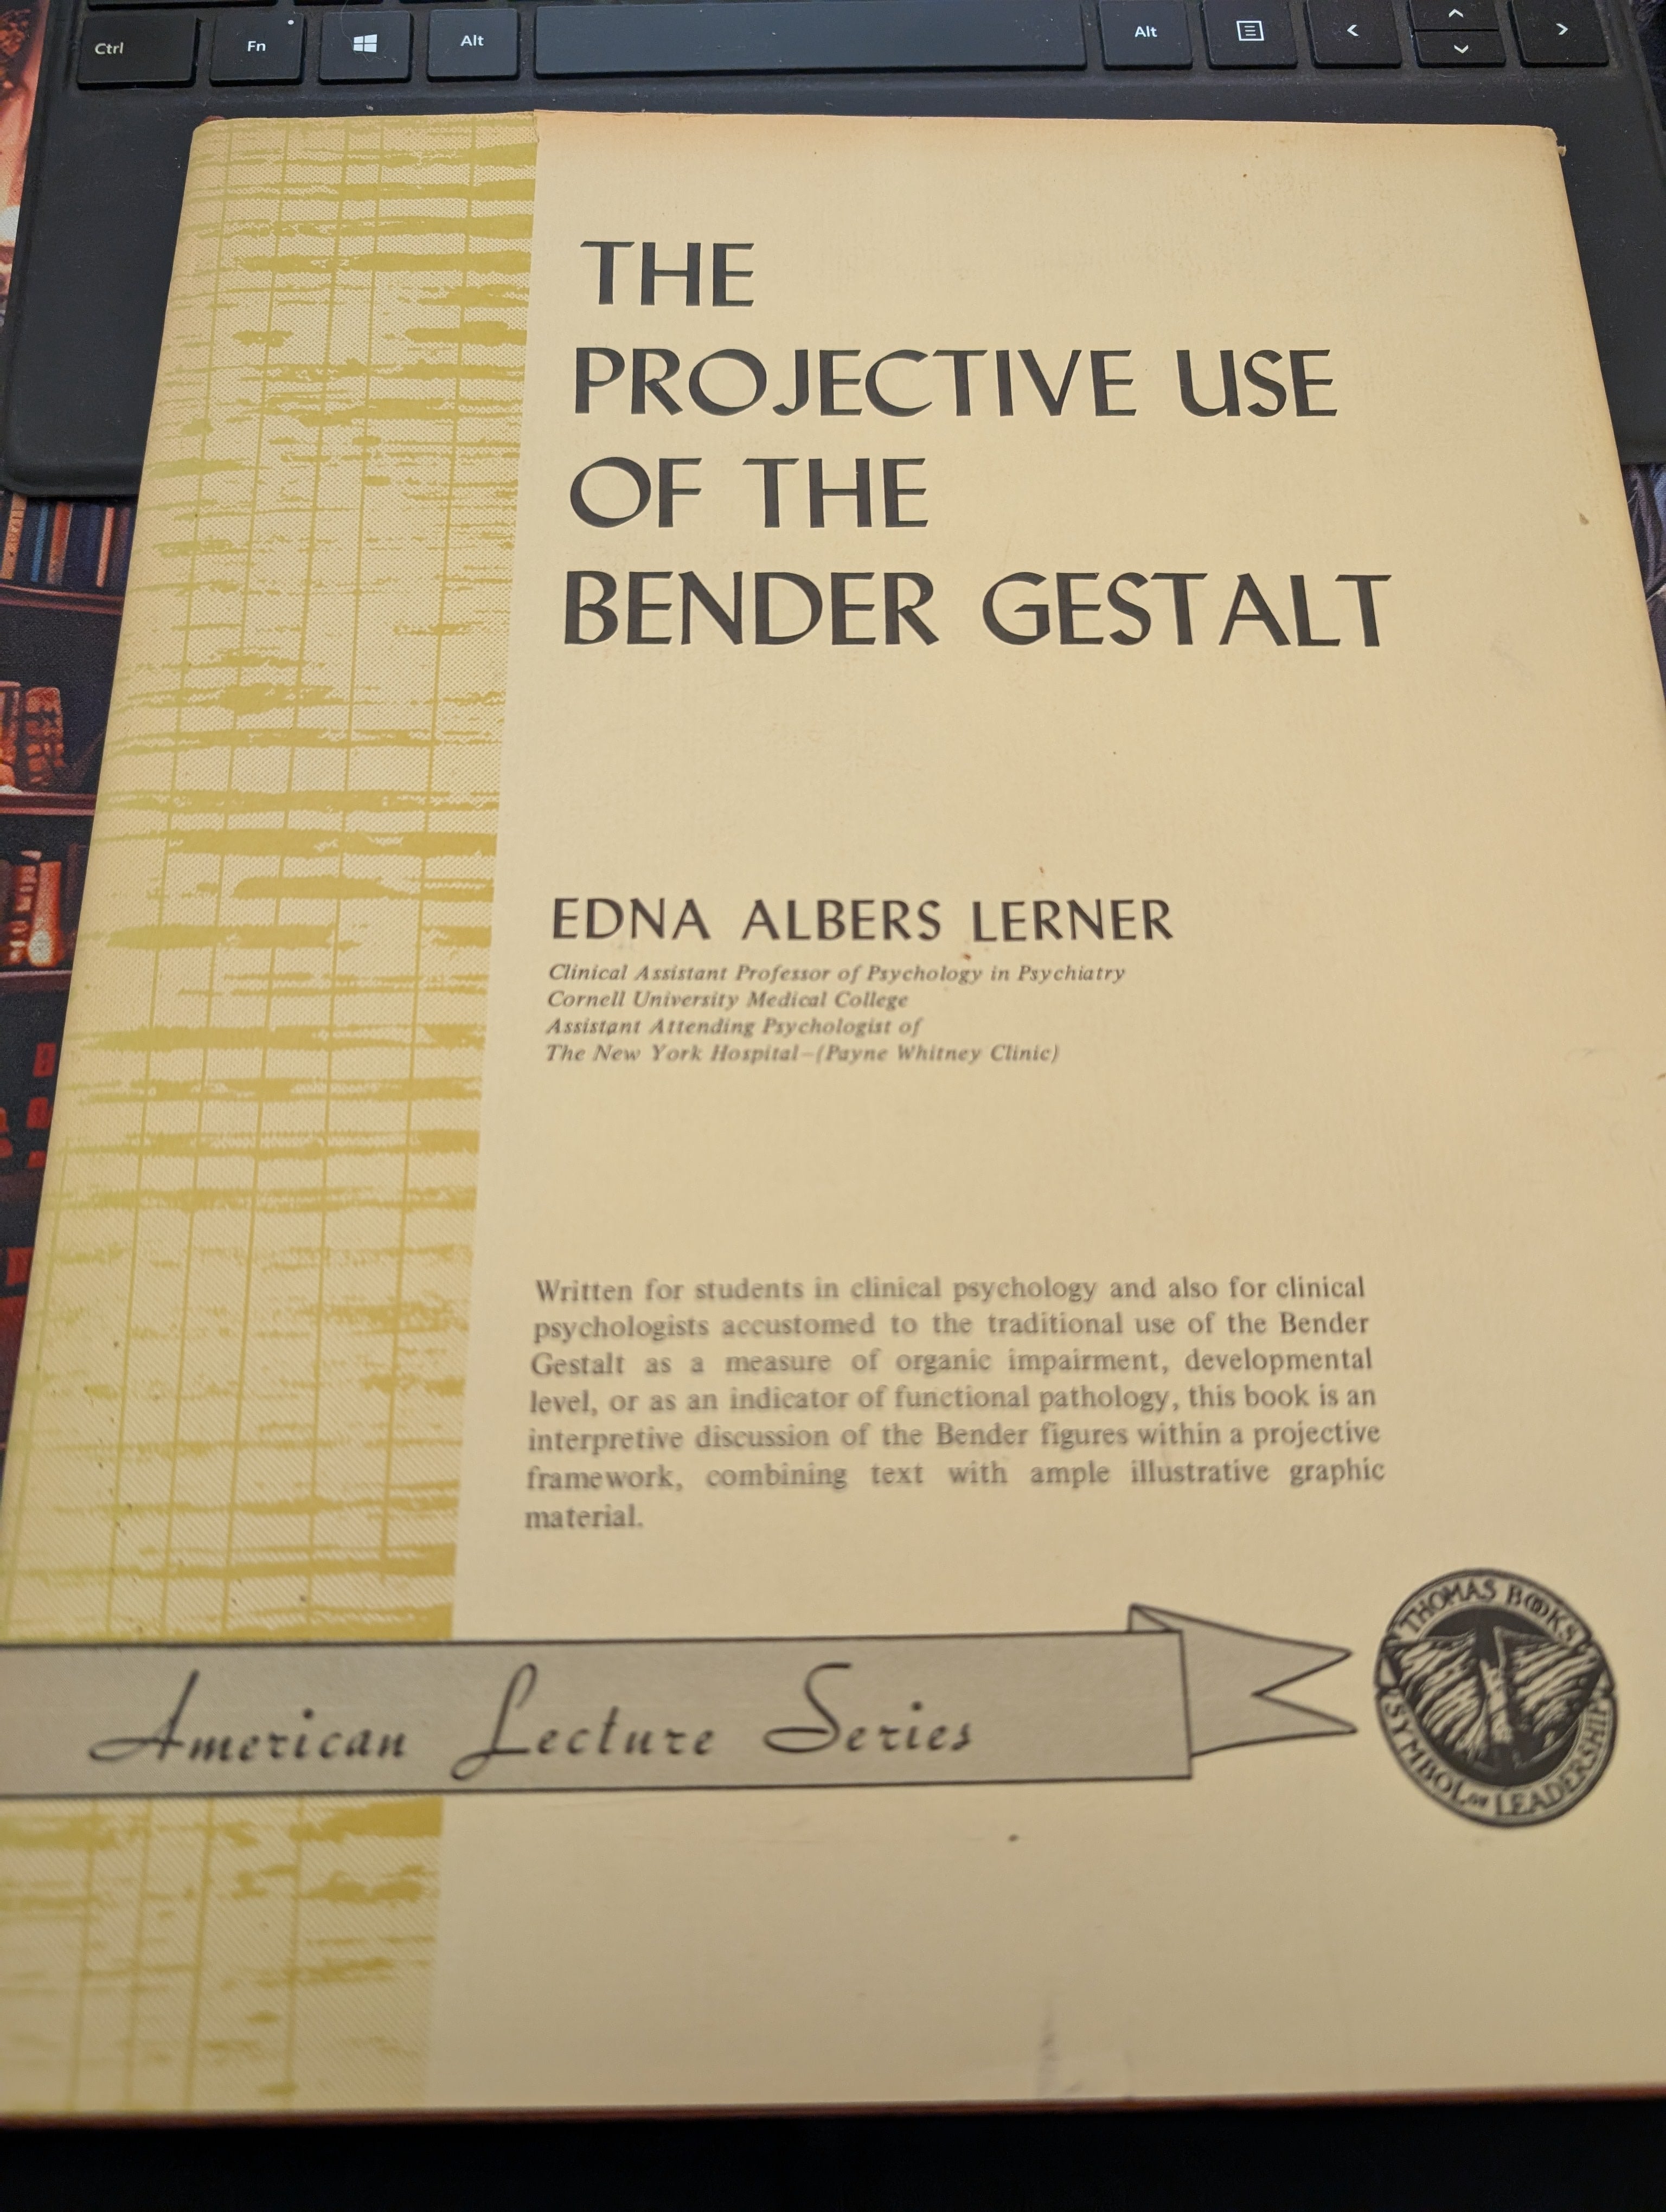 Ctrl Fn Alt Alt
THE
PROJECTIVE USE
OF THE
BENDER GESTALT
EDNA ALBERS LERNER
Clinical Assistant Professor of Psychology in Psychiatry
Cornell University Medical College
Assistant Attending Psychologist of
The New York Hospital–(Payne Whitney Clinic)
Written for students in clinical psychology and also for clinical
psychologists accustomed to the traditional use of the Bender
Gestalt as a measure of organic impairment, developmental
level, or as an indicator of functional pathology, this book is an
interpretive discussion of the Bender figures within a projective
framework, combining text with ample illustrative graphic
material.
American Lecture Series
THOMAS BOOKS
SYMBOL OF LEADERSHIP